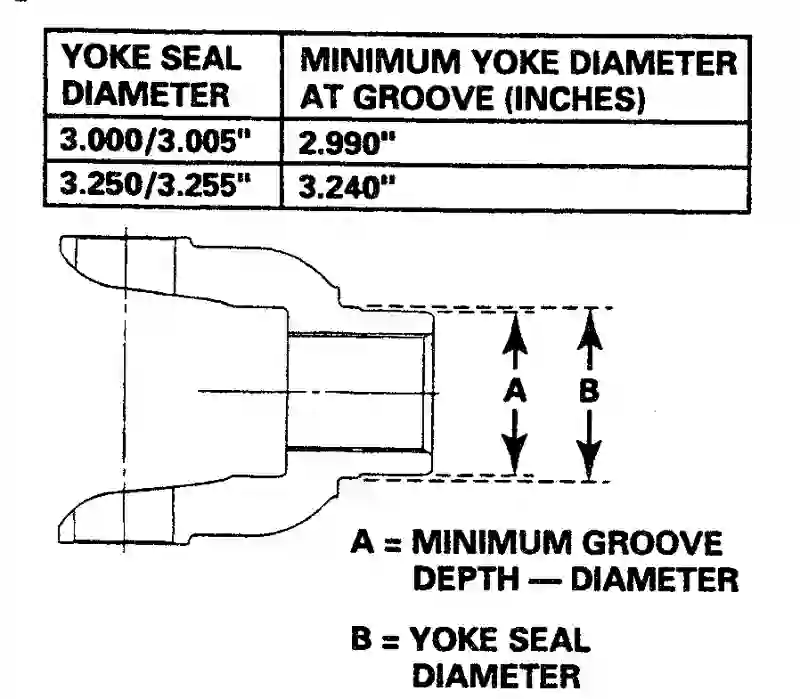 YOKE SEAL DIAMETER
MINIMUM YOKE DIAMETER AT GROOVE (INCHES)
3.000/3.005" 2.990"
3.250/3.255" 3.240"
A B
A = MINIMUM GROOVE
DEPTH — DIAMETER
B = YOKE SEAL
DIAMETER